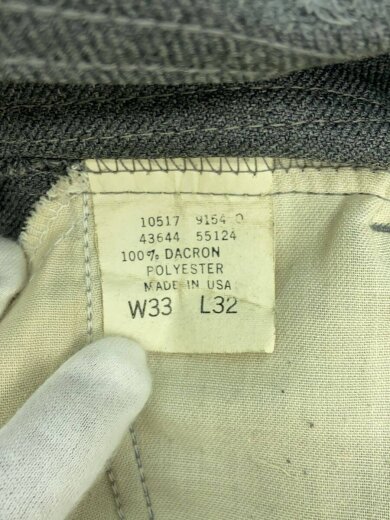 10517 9154 0
43644 55124
100% DACRON
POLYESTER
MADE IN USA
W33 L32